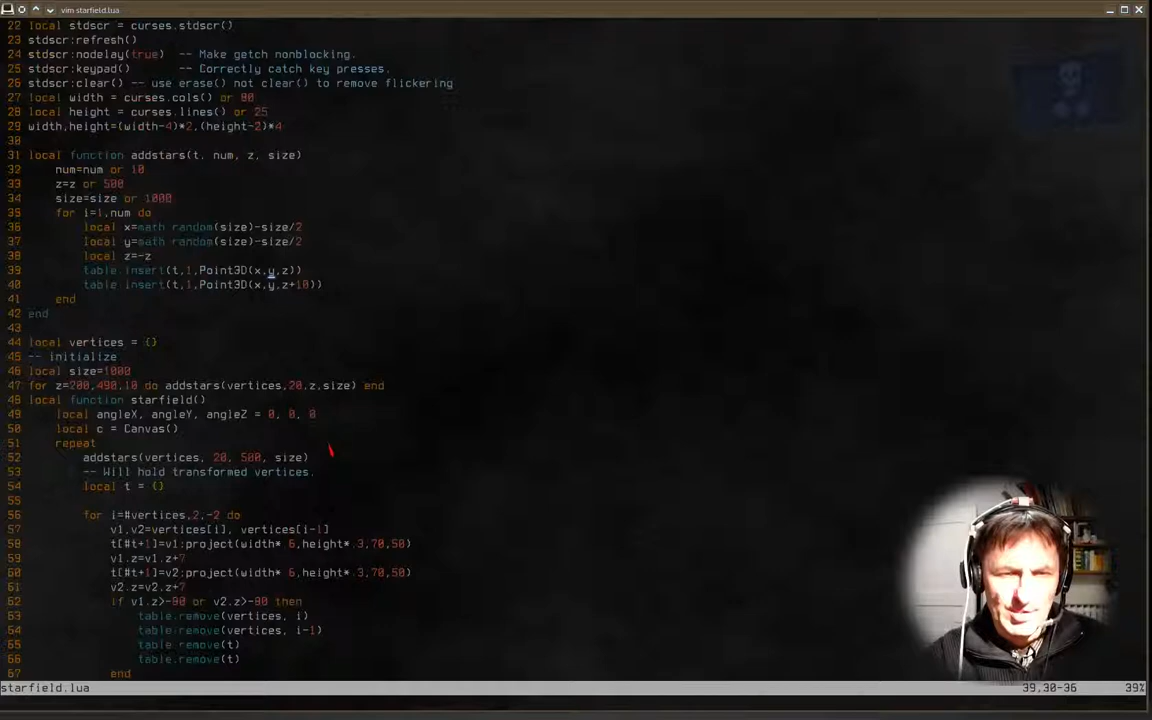 vim starfield.lua
22 local stdscr = curses.stdscr()
23 stdscr:refresh()
24 stdscr:nodelay(true)  -- Make getch nonblocking.
25 stdscr:keypad()       -- Correctly catch key presses.
26 stdscr:clear() -- use erase() not clear() to remove flickering
27 local width = curses.cols() or 80
28 local height = curses.lines() or 25
29 width,height=(width-4)*2,(height-2)*4
30
31 local function addstars(t, num, z, size)
32     num=num or 10
33     z=z or 500
34     size=size or 1000
35     for i=1,num do
36         local x=math.random(size)-size/2
37         local y=math.random(size)-size/2
38         local z=-z
39         table.insert(t,1,Point3D(x,y,z))
40         table.insert(t,1,Point3D(x,y,z+10))
41     end
42 end
43
44 local vertices = {}
45 -- initialize
46 local size=1000
47 for z=200,490,10 do addstars(vertices,20,z,size) end
48 local function starfield()
49     local angleX, angleY, angleZ = 0, 0, 0
50     local c = Canvas()
51     repeat
52         addstars(vertices, 20, 500, size)
53         -- Will hold transformed vertices.
54         local t = {}
55
56         for i=#vertices,2,-2 do
57             v1,v2=vertices[i], vertices[i-1]
58             t[#t+1]=v1:project(width*.6,height*.3,70,50)
59             v1.z=v1.z+7
60             t[#t+1]=v2:project(width*.6,height*.3,70,50)
61             v2.z=v2.z+7
62             if v1.z>-90 or v2.z>-90 then
63                 table.remove(vertices, i)
64                 table.remove(vertices, i-1)
65                 table.remove(t)
66                 table.remove(t)
67             end
starfield.lua 39,30-36 39%